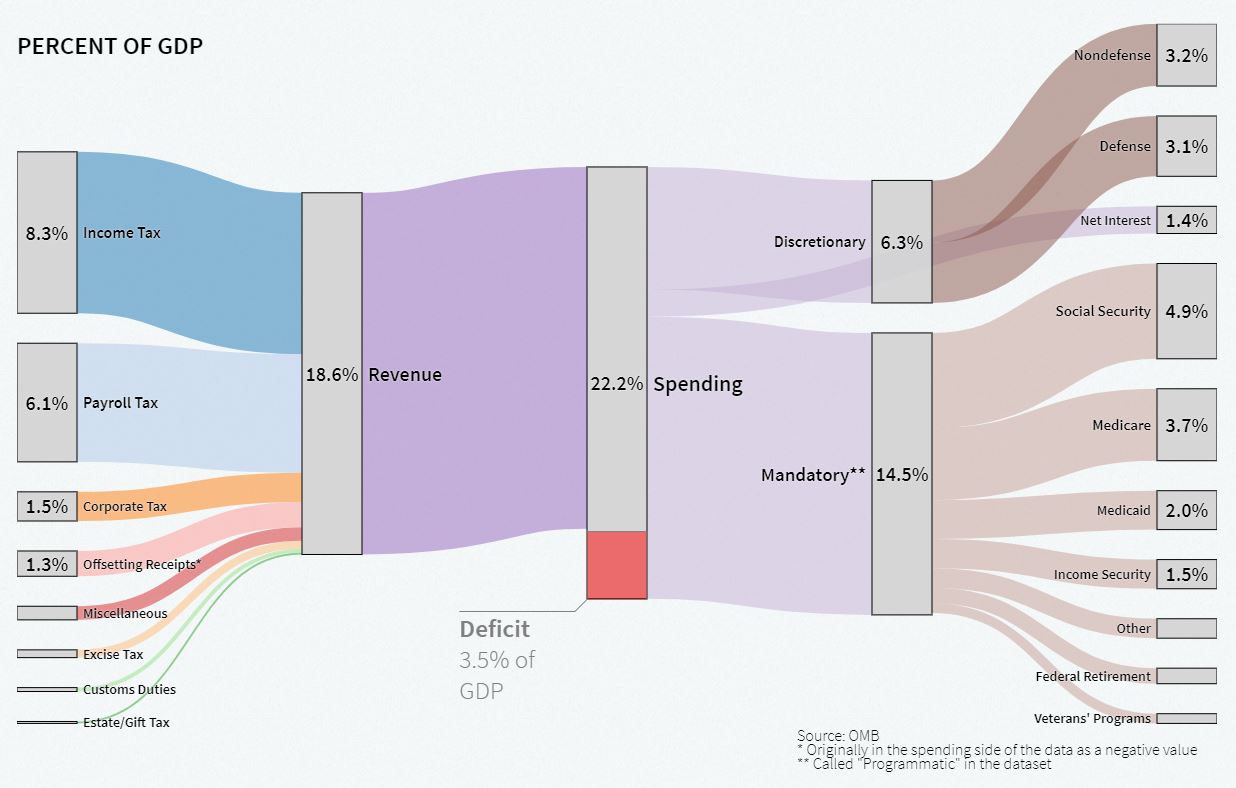 PERCENT OF GDP
8.3% Income Tax
6.1% Payroll Tax
1.5% Corporate Tax
1.3% Offsetting Receipts*
Miscellaneous
Excise Tax
Customs Duties
Estate/Gift Tax
18.6% Revenue
22.2% Spending
Deficit
3.5% of
GDP
Discretionary 6.3%
Mandatory** 14.5%
Nondefense 3.2%
Defense 3.1%
Net Interest 1.4%
Social Security 4.9%
Medicare 3.7%
Medicaid 2.0%
Income Security 1.5%
Other
Federal Retirement
Veterans' Programs
Source: OMB
* Originally in the spending side of the data as a negative value
** Called "Programmatic" in the dataset